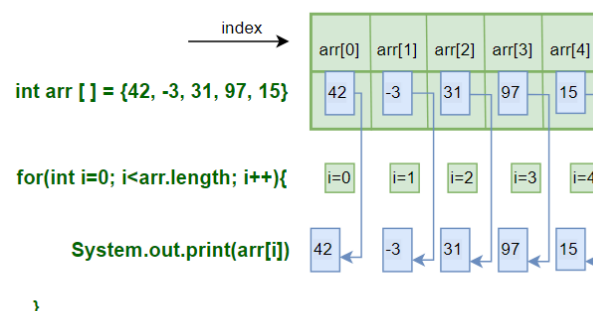 index
arr[0] arr[1] arr[2] arr[3] arr[4]
int arr [ ] = {42, -3, 31, 97, 15} 42 -3 31 97 15
for(int i=0; i<arr.length; i++){ i=0 i=1 i=2 i=3 i=4
System.out.print(arr[i]) 42 -3 31 97 15
}